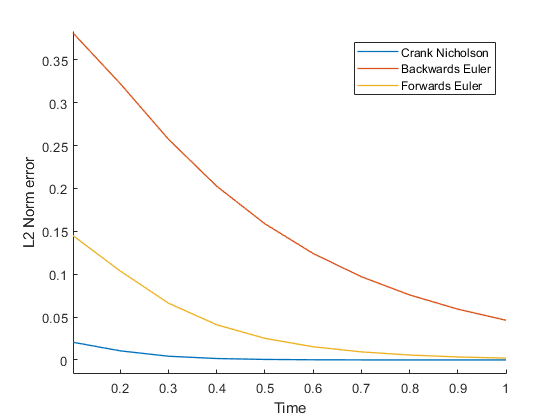 0.35
0.3
0.25
0.2
0.15
0.1
0.05
0
L2 Norm error
Crank Nicholson
Backwards Euler
Forwards Euler
0.2 0.3 0.4 0.5 0.6 0.7 0.8 0.9 1
Time